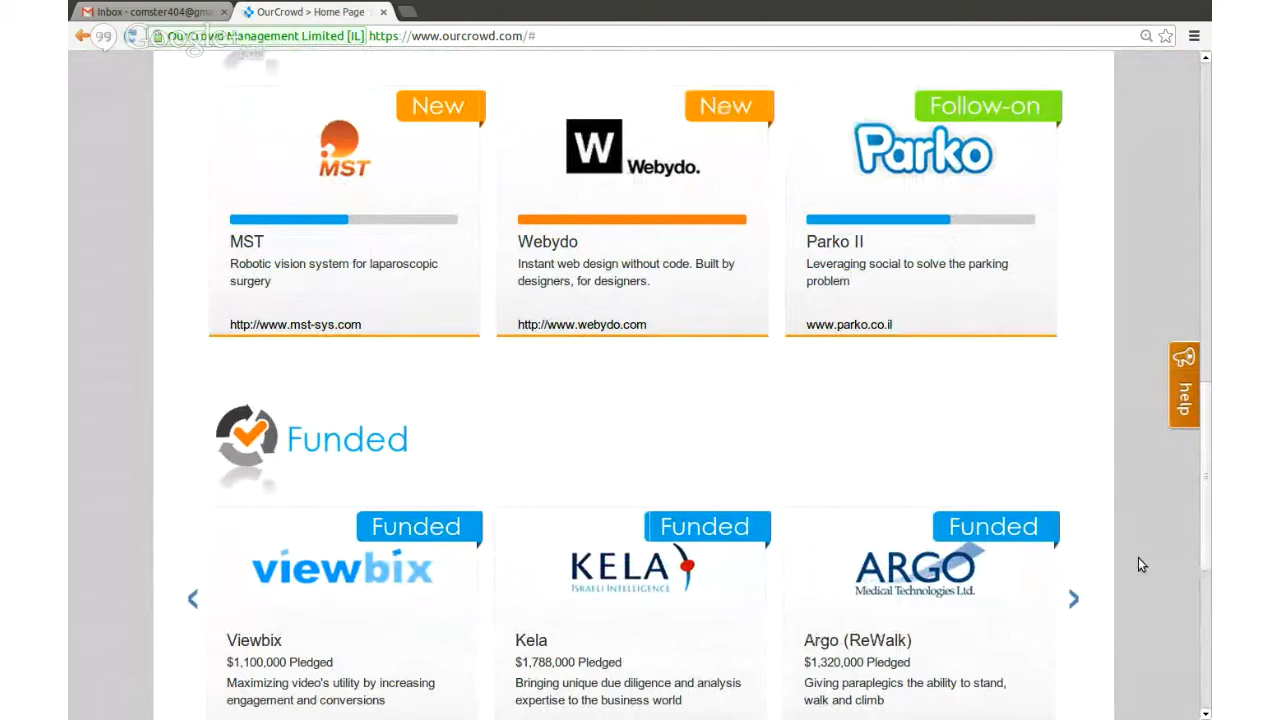 Inbox - comster404@gm
OurCrowd > Home Page
OurCrowd Management Limited [IL] https://www.ourcrowd.com/#
Google+
New
New
Follow-on
MST
W Webydo.
Parko
MST
Webydo
Parko II
Robotic vision system for laparoscopic
surgery
Instant web design without code. Built by
designers, for designers.
Leveraging social to solve the parking
problem
http://www.mst-sys.com
http://www.webydo.com
www.parko.co.il
help
Funded
Funded
Funded
Funded
viewbix
KELA
ISRAELI INTELLIGENCE
ARGO
Medical Technologies Ltd.
Viewbix
$1,100,000 Pledged
Maximizing video's utility by increasing
engagement and conversions
Kela
$1,788,000 Pledged
Bringing unique due diligence and analysis
expertise to the business world
Argo (ReWalk)
$1,320,000 Pledged
Giving paraplegics the ability to stand,
walk and climb